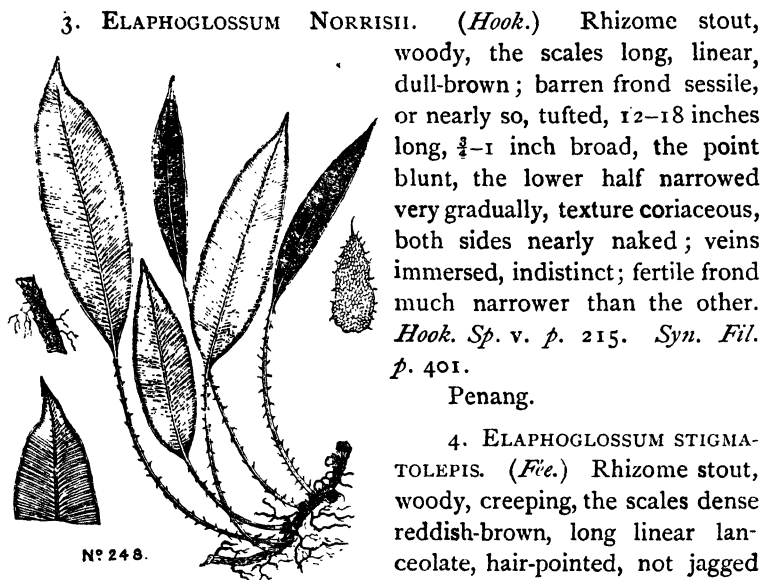 3. ELAPHOGLOSSUM NORRISII. (Hook.) Rhizome stout,
woody, the scales long, linear,
dull-brown; barren frond sessile,
or nearly so, tufted, 12–18 inches
long, ¾–1 inch broad, the point
blunt, the lower half narrowed
very gradually, texture coriaceous,
both sides nearly naked; veins
immersed, indistinct; fertile frond
much narrower than the other.
Hook. Sp. v. p. 215. Syn. Fil.
p. 401.
Penang.
4. ELAPHOGLOSSUM STIGMA-
TOLEPIS. (Fée.) Rhizome stout,
woody, creeping, the scales dense
reddish-brown, long linear lan-
ceolate, hair-pointed, not jagged
Nº 248.